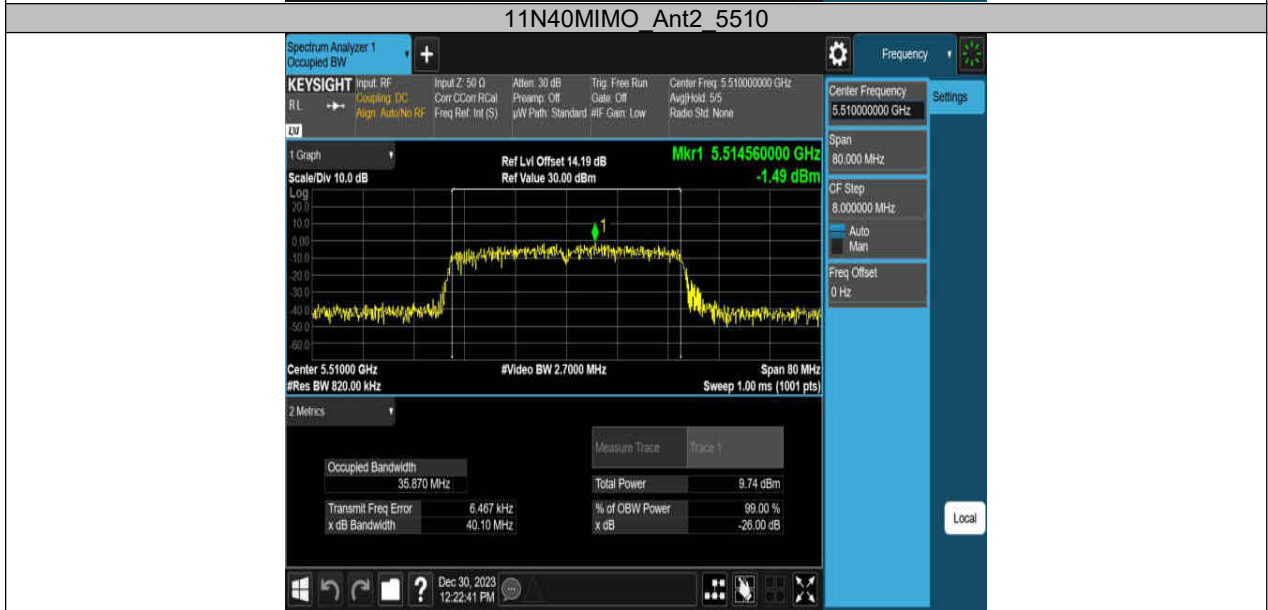 11N40MIMO_Ant2_5510
Spectrum Analyzer 1
Occupied BW
+
Frequency
KEYSIGHT Input: RF Input Z: 50 Ω Atten: 30 dB Trig: Free Run Center Freq: 5.510000000 GHz
RL Coupling: DC Corr CCorr RCal Preamp: Off Gate: Off Avg|Hold: 5/5
Align: Auto/No RF Freq Ref: Int (S) µW Path: Standard #IF Gain: Low Radio Std: None
LXI
Center Frequency
5.510000000 GHz
Settings
Span
80.000 MHz
CF Step
8.000000 MHz
Auto
Man
Freq Offset
0 Hz
Local
1 Graph
Ref Lvl Offset 14.19 dB
Mkr1 5.514560000 GHz
Scale/Div 10.0 dB
Ref Value 30.00 dBm
-1.49 dBm
Log
20.0
10.0
0.00
-10.0
-20.0
-30.0
-40.0
-50.0
-60.0
1
Center 5.51000 GHz #Video BW 2.7000 MHz Span 80 MHz
#Res BW 820.00 kHz Sweep 1.00 ms (1001 pts)
2 Metrics
Measure Trace Trace 1
Occupied Bandwidth
35.870 MHz
Total Power 9.74 dBm
Transmit Freq Error 6.467 kHz % of OBW Power 99.00 %
x dB Bandwidth 40.10 MHz x dB -26.00 dB
? Dec 30, 2023
12:22:41 PM